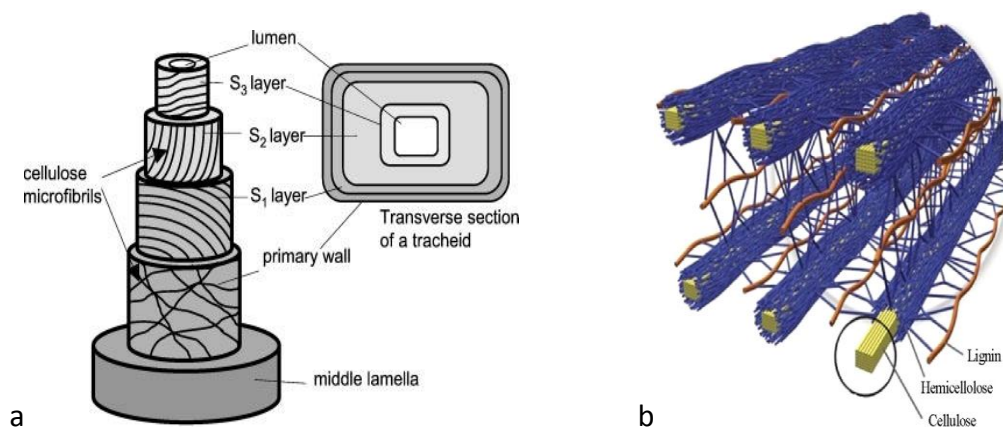 lumen
S₃ layer
S₂ layer
cellulose
microfibrils
S₁ layer
Transverse section
of a tracheid
primary wall
middle lamella
a
b
Lignin
Hemicellolose
Cellulose